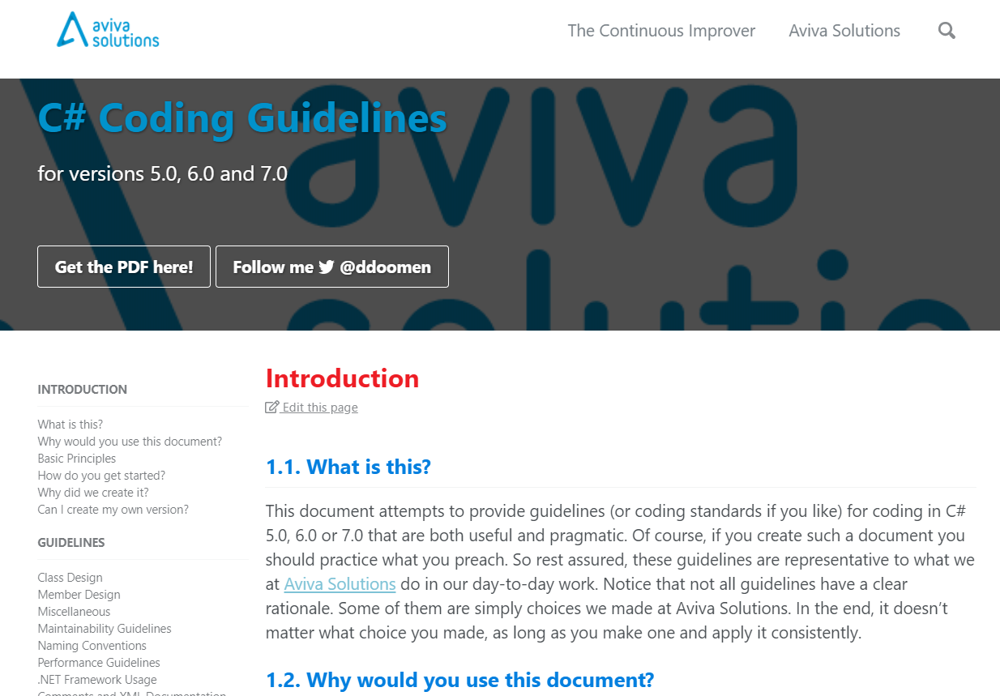 aviva
solutions
The Continuous Improver
Aviva Solutions
C# Coding Guidelines
for versions 5.0, 6.0 and 7.0
aviva
solutio
Get the PDF here!
Follow me @ddoomen
INTRODUCTION
What is this?
Why would you use this document?
Basic Principles
How do you get started?
Why did we create it?
Can I create my own version?
GUIDELINES
Class Design
Member Design
Miscellaneous
Maintainability Guidelines
Naming Conventions
Performance Guidelines
.NET Framework Usage
Comments and XML Documentation
Introduction
Edit this page
1.1. What is this?
This document attempts to provide guidelines (or coding standards if you like) for coding in C#
5.0, 6.0 or 7.0 that are both useful and pragmatic. Of course, if you create such a document you
should practice what you preach. So rest assured, these guidelines are representative to what we
at Aviva Solutions do in our day-to-day work. Notice that not all guidelines have a clear
rationale. Some of them are simply choices we made at Aviva Solutions. In the end, it doesn’t
matter what choice you made, as long as you make one and apply it consistently.
1.2. Why would you use this document?